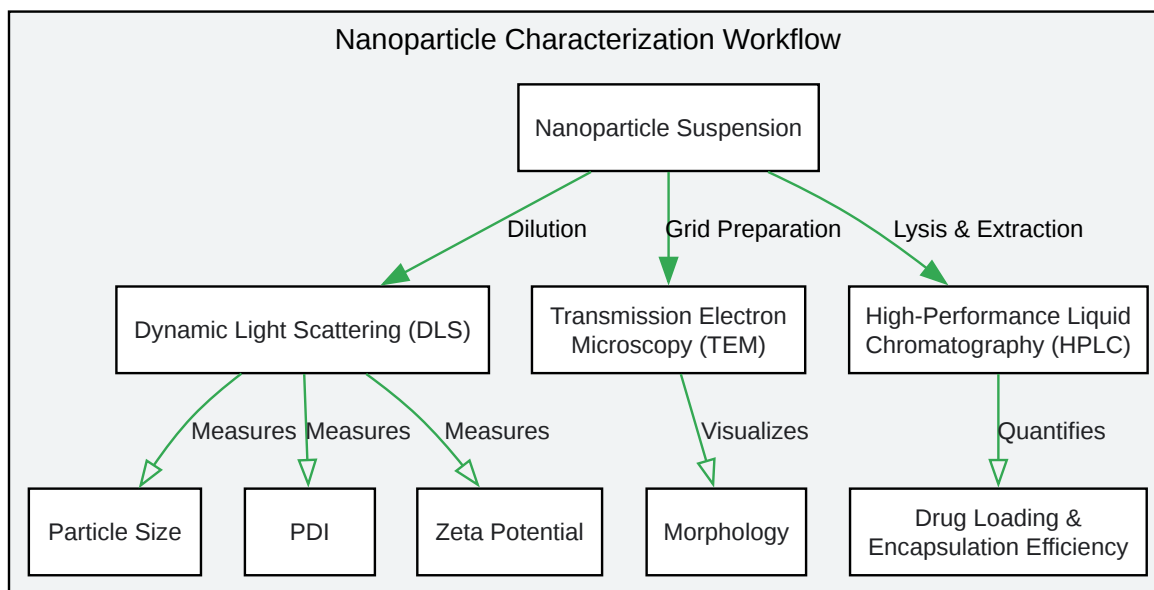 Nanoparticle Characterization Workflow
Nanoparticle Suspension
Dilution
Grid Preparation
Lysis & Extraction
Dynamic Light Scattering (DLS)
Transmission Electron
Microscopy (TEM)
High-Performance Liquid
Chromatography (HPLC)
Measures
Measures
Measures
Visualizes
Quantifies
Particle Size
PDI
Zeta Potential
Morphology
Drug Loading &
Encapsulation Efficiency